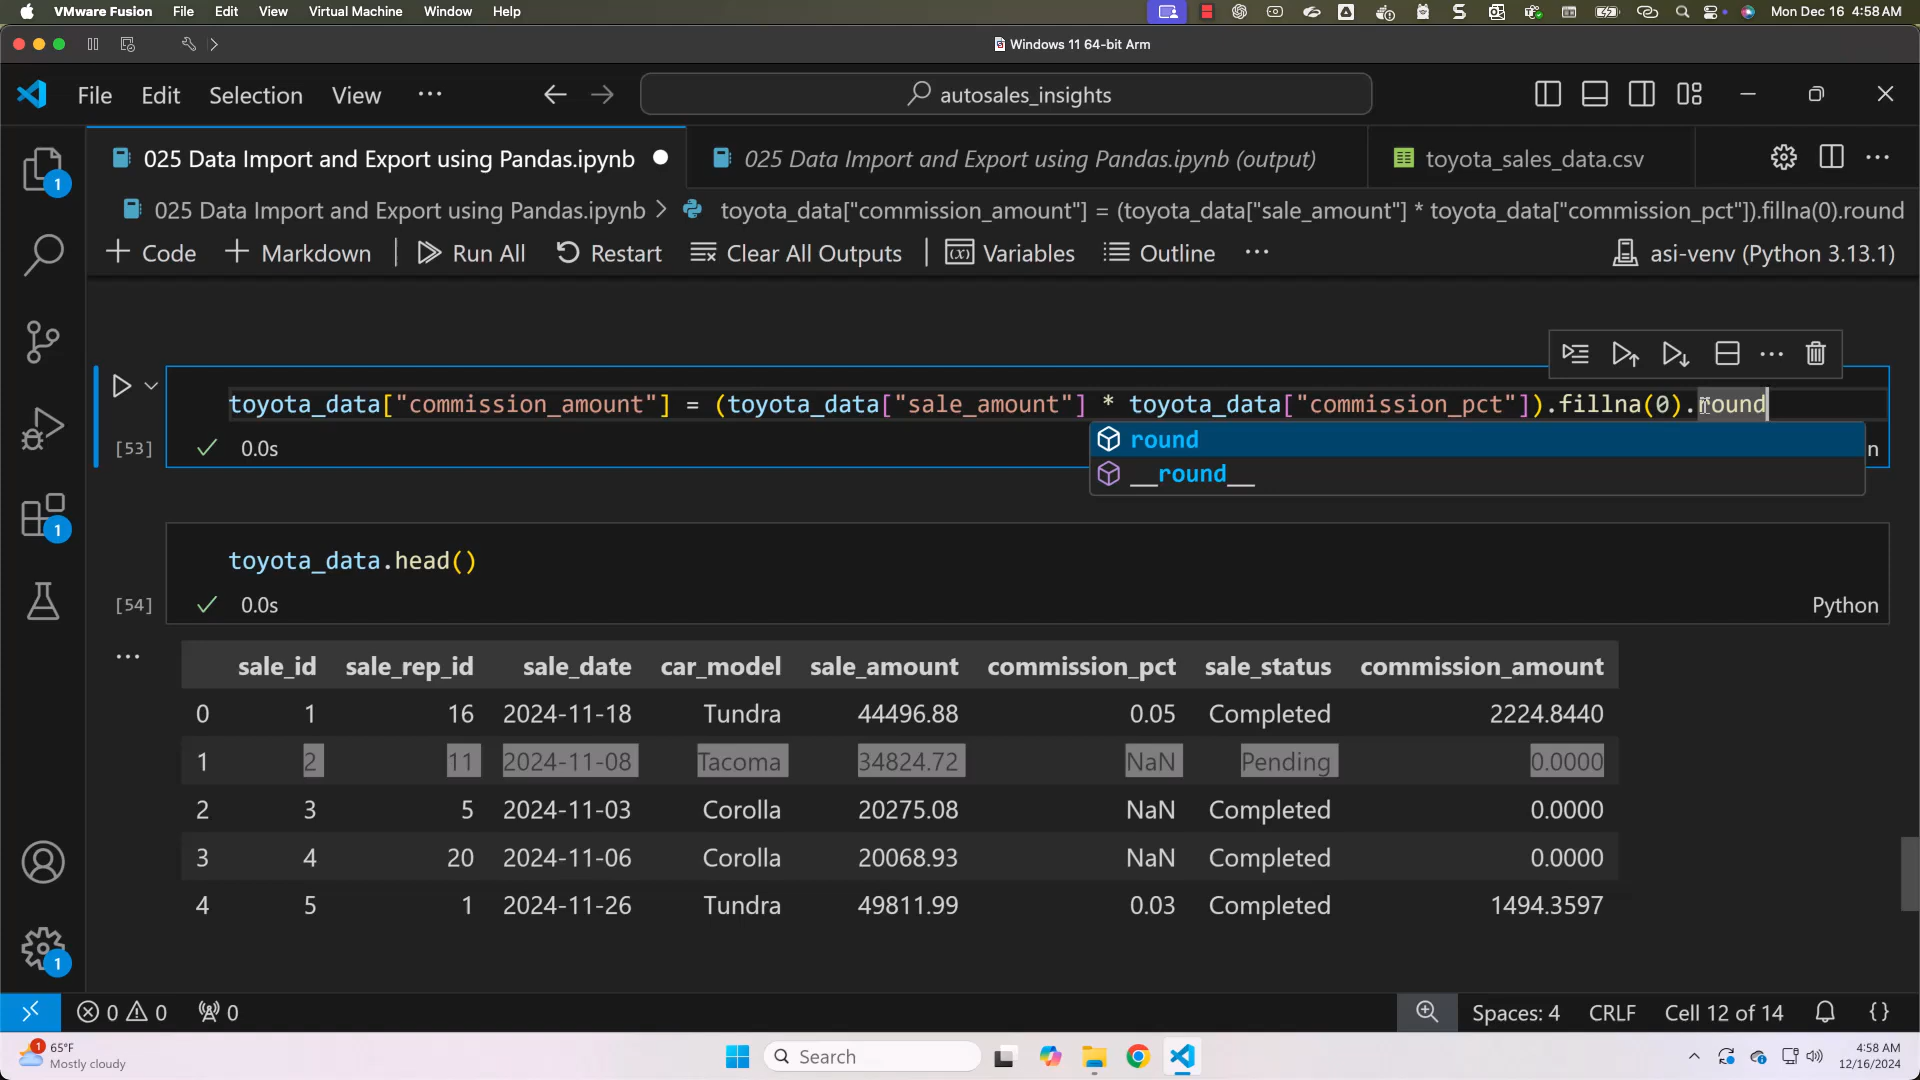 VMware Fusion File Edit View Virtual Machine Window Help Mon Dec 16 4:58 AM
Windows 11 64-bit Arm
File Edit Selection View ··· autosales_insights
025 Data Import and Export using Pandas.ipynb 025 Data Import and Export using Pandas.ipynb (output) toyota_sales_data.csv
025 Data Import and Export using Pandas.ipynb > toyota_data["commission_amount"] = (toyota_data["sale_amount"] * toyota_data["commission_pct"]).fillna(0).round
+ Code + Markdown Run All Restart Clear All Outputs Variables Outline ··· asi-venv (Python 3.13.1)
toyota_data["commission_amount"] = (toyota_data["sale_amount"] * toyota_data["commission_pct"]).fillna(0).round
round
__round__
[53] 0.0s n
toyota_data.head()
[54] 0.0s Python
sale_id sale_rep_id sale_date car_model sale_amount commission_pct sale_status commission_amount
0 1 16 2024-11-18 Tundra 44496.88 0.05 Completed 2224.8440
1 2 11 2024-11-08 Tacoma 34824.72 NaN Pending 0.0000
2 3 5 2024-11-03 Corolla 20275.08 NaN Completed 0.0000
3 4 20 2024-11-06 Corolla 20068.93 NaN Completed 0.0000
4 5 1 2024-11-26 Tundra 49811.99 0.03 Completed 1494.3597
1
1
1
0 0 0 Spaces: 4 CRLF Cell 12 of 14 {}
1 65°F
Mostly cloudy
Search
4:58 AM
12/16/2024